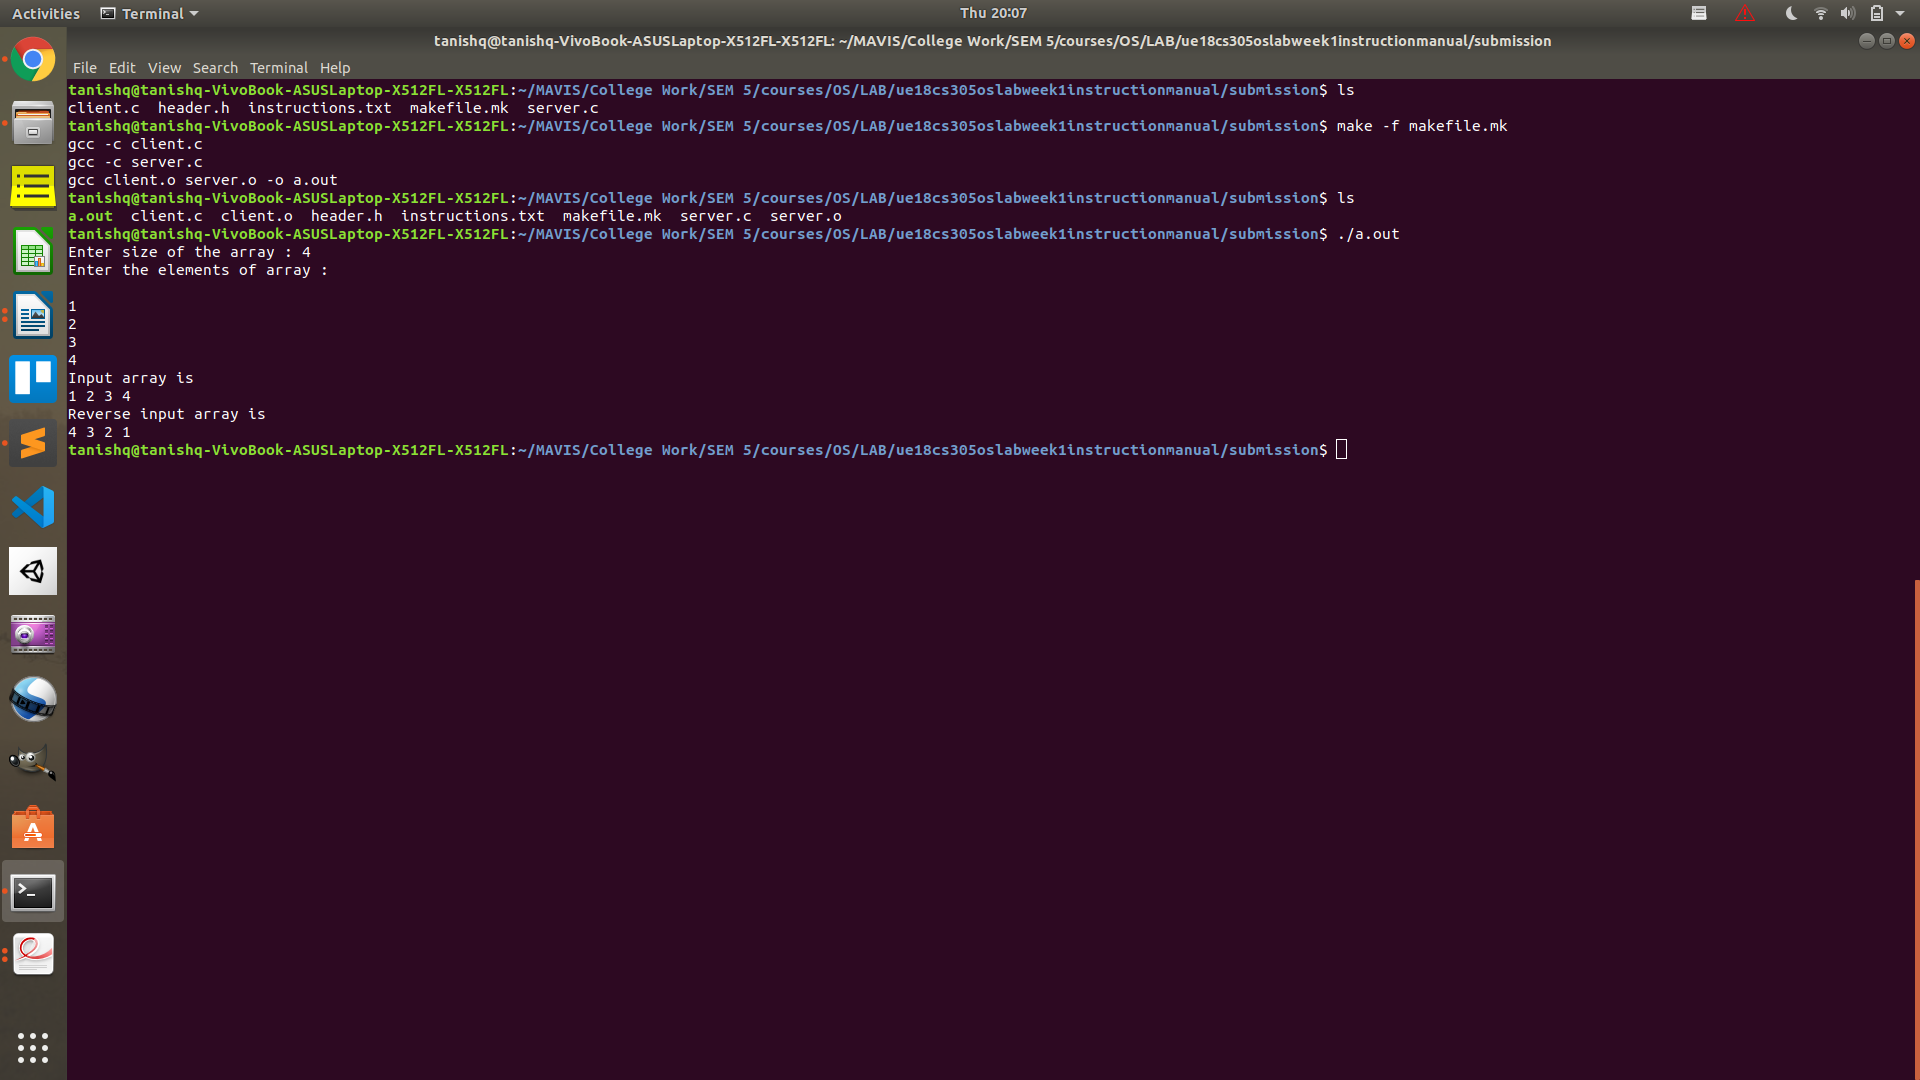 Activities Terminal Thu 20:07
tanishq@tanishq-VivoBook-ASUSLaptop-X512FL-X512FL: ~/MAVIS/College Work/SEM 5/courses/OS/LAB/ue18cs305oslabweek1instructionmanual/submission
File Edit View Search Terminal Help
tanishq@tanishq-VivoBook-ASUSLaptop-X512FL-X512FL:~/MAVIS/College Work/SEM 5/courses/OS/LAB/ue18cs305oslabweek1instructionmanual/submission$ ls
client.c  header.h  instructions.txt  makefile.mk  server.c
tanishq@tanishq-VivoBook-ASUSLaptop-X512FL-X512FL:~/MAVIS/College Work/SEM 5/courses/OS/LAB/ue18cs305oslabweek1instructionmanual/submission$ make -f makefile.mk
gcc -c client.c
gcc -c server.c
gcc client.o server.o -o a.out
tanishq@tanishq-VivoBook-ASUSLaptop-X512FL-X512FL:~/MAVIS/College Work/SEM 5/courses/OS/LAB/ue18cs305oslabweek1instructionmanual/submission$ ls
a.out  client.c  client.o  header.h  instructions.txt  makefile.mk  server.c  server.o
tanishq@tanishq-VivoBook-ASUSLaptop-X512FL-X512FL:~/MAVIS/College Work/SEM 5/courses/OS/LAB/ue18cs305oslabweek1instructionmanual/submission$ ./a.out
Enter size of the array : 4
Enter the elements of array :
1
2
3
4
Input array is
1 2 3 4
Reverse input array is
4 3 2 1
tanishq@tanishq-VivoBook-ASUSLaptop-X512FL-X512FL:~/MAVIS/College Work/SEM 5/courses/OS/LAB/ue18cs305oslabweek1instructionmanual/submission$